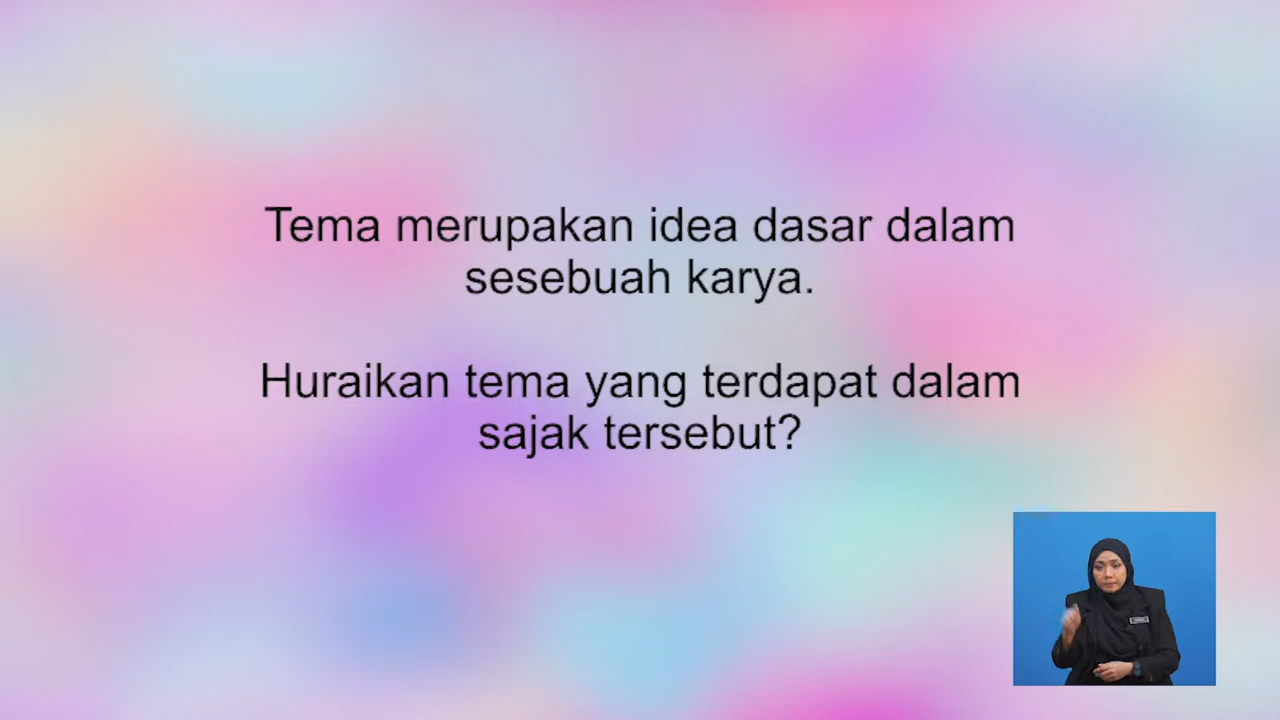 Tema merupakan idea dasar dalam
sesebuah karya.
Huraikan tema yang terdapat dalam
sajak tersebut?